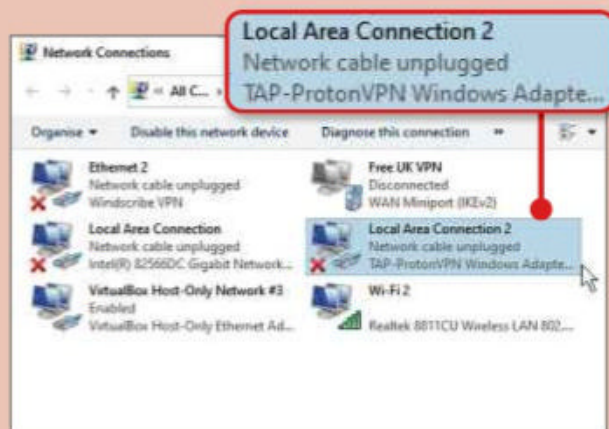 Local Area Connection 2
Network cable unplugged
TAP-ProtonVPN Windows Adapte...
Network Connections
All C...
Organise
Disable this network device
Diagnose this connection
»
Ethernet 2
Network cable unplugged
Windscribe VPN
Free UK VPN
Disconnected
WAN Miniport (IKEv2)
Local Area Connection
Network cable unplugged
Intel(R) 82566DC Gigabit Network...
Local Area Connection 2
Network cable unplugged
TAP-ProtonVPN Windows Adapte...
VirtualBox Host-Only Network #3
Enabled
VirtualBox Host-Only Ethernet Ad...
Wi-Fi 2
Realtek 8811CU Wireless LAN 802....